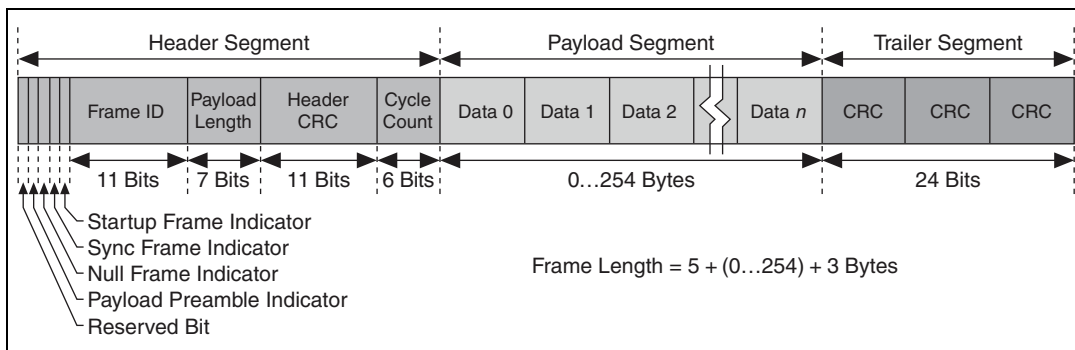 Header Segment Payload Segment Trailer Segment
Frame ID Payload Length Header CRC Cycle Count Data 0 Data 1 Data 2 Data n CRC CRC CRC
11 Bits 7 Bits 11 Bits 6 Bits 0…254 Bytes 24 Bits
Startup Frame Indicator
Sync Frame Indicator
Null Frame Indicator
Frame Length = 5 + (0…254) + 3 Bytes
Payload Preamble Indicator
Reserved Bit